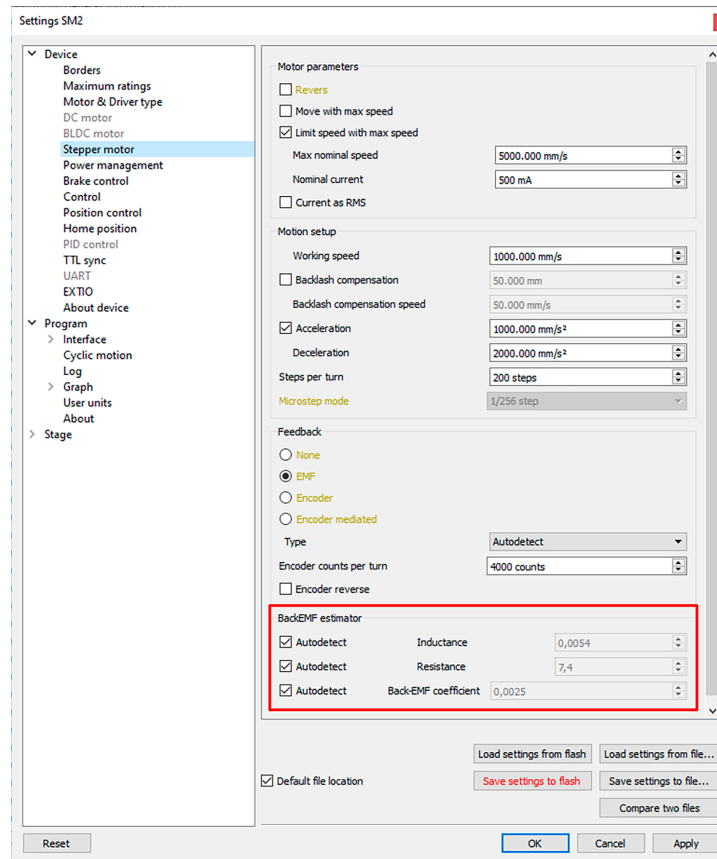 Settings SM2
Device
Borders
Maximum ratings
Motor & Driver type
DC motor
BLDC motor
Stepper motor
Power management
Brake control
Control
Position control
Home position
PID control
TTL sync
UART
EXTIO
About device
Program
Interface
Cyclic motion
Log
Graph
User units
About
Stage
Motor parameters
Revers
Move with max speed
Limit speed with max speed
Max nominal speed 5000.000 mm/s
Nominal current 500 mA
Current as RMS
Motion setup
Working speed 1000.000 mm/s
Backlash compensation 50.000 mm
Backlash compensation speed 50.000 mm/s
Acceleration 1000.000 mm/s²
Deceleration 2000.000 mm/s²
Steps per turn 200 steps
Microstep mode 1/256 step
Feedback
None
EMF
Encoder
Encoder mediated
Type Autodetect
Encoder counts per turn 4000 counts
Encoder reverse
BackEMF estimator
Autodetect Inductance 0,0054
Autodetect Resistance 7,4
Autodetect Back-EMF coefficient 0,0025
Load settings from flash Load settings from file...
Default file location Save settings to flash Save settings to file...
Compare two files
Reset OK Cancel Apply